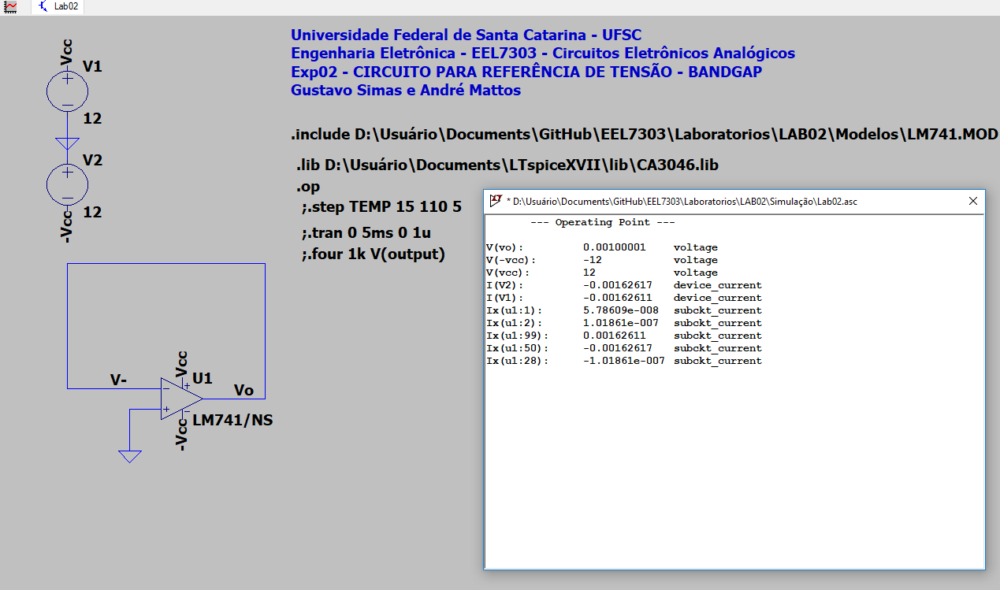 Lab02
Universidade Federal de Santa Catarina - UFSC
Engenharia Eletrônica - EEL7303 - Circuitos Eletrônicos Analógicos
Exp02 - CIRCUITO PARA REFERÊNCIA DE TENSÃO - BANDGAP
Gustavo Simas e André Mattos
.include D:\Usuário\Documents\GitHub\EEL7303\Laboratorios\LAB02\Modelos\LM741.MOD
.lib D:\Usuário\Documents\LTspiceXVII\lib\CA3046.lib
.op
;.step TEMP 15 110 5
;.tran 0 5ms 0 1u
;.four 1k V(output)
Vcc
V1
12
V2
12
-Vcc
V-
Vcc
U1
Vo
LM741/NS
-Vcc
* D:\Usuário\Documents\GitHub\EEL7303\Laboratorios\LAB02\Simulação\Lab02.asc
--- Operating Point ---
V(vo): 0.00100001 voltage
V(-vcc): -12 voltage
V(vcc): 12 voltage
I(V2): -0.00162617 device_current
I(V1): -0.00162611 device_current
Ix(u1:1): 5.78609e-008 subckt_current
Ix(u1:2): 1.01861e-007 subckt_current
Ix(u1:99): 0.00162611 subckt_current
Ix(u1:50): -0.00162617 subckt_current
Ix(u1:28): -1.01861e-007 subckt_current